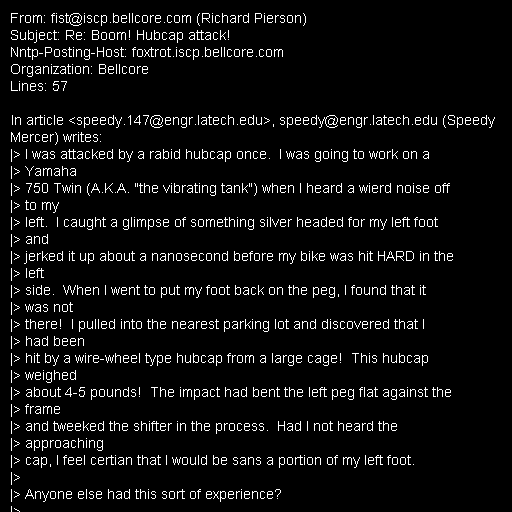 From: fist@iscp.bellcore.com (Richard Pierson)
Subject: Re: Boom! Hubcap attack!
Nntp-Posting-Host: foxtrot.iscp.bellcore.com
Organization: Bellcore
Lines: 57

In article <speedy.147@engr.latech.edu>, speedy@engr.latech.edu (Speedy
Mercer) writes:
|> I was attacked by a rabid hubcap once.  I was going to work on a
|> Yamaha
|> 750 Twin (A.K.A. "the vibrating tank") when I heard a wierd noise off
|> to my
|> left.  I caught a glimpse of something silver headed for my left foot
|> and
|> jerked it up about a nanosecond before my bike was hit HARD in the
|> left
|> side.  When I went to put my foot back on the peg, I found that it
|> was not
|> there!  I pulled into the nearest parking lot and discovered that I
|> had been
|> hit by a wire-wheel type hubcap from a large cage!  This hubcap
|> weighed
|> about 4-5 pounds!  The impact had bent the left peg flat against the
|> frame
|> and tweeked the shifter in the process.  Had I not heard the
|> approaching
|> cap, I feel certian that I would be sans a portion of my left foot.
|>
|> Anyone else had this sort of experience?
|>